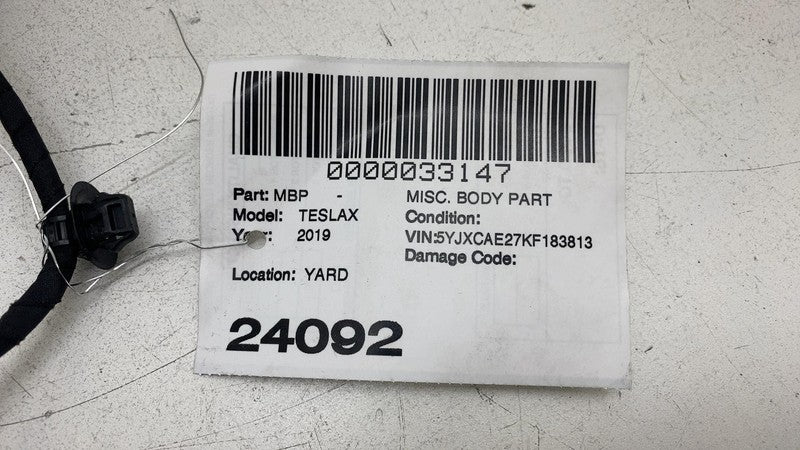 0000033147
Part: MBP - MISC. BODY PART
Model: TESLAX Condition:
Year: 2019 VIN:5YJXCAE27KF183813
Damage Code:
Location: YARD
24092